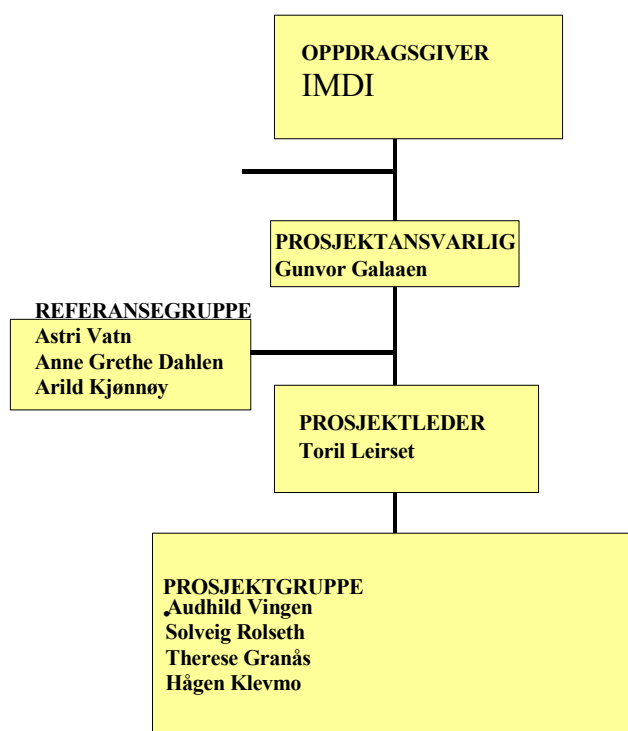 OPPDRAGSGIVER
IMDI
PROSJEKTANSVARLIG
Gunvor Galaaen
REFERANSEGRUPPE
Astri Vatn
Anne Grethe Dahlen
Arild Kjønnøy
PROSJEKTLEDER
Toril Leirset
PROSJEKTGRUPPE
•Audhild Vingen
Solveig Rolseth
Therese Granås
Hågen Klevmo